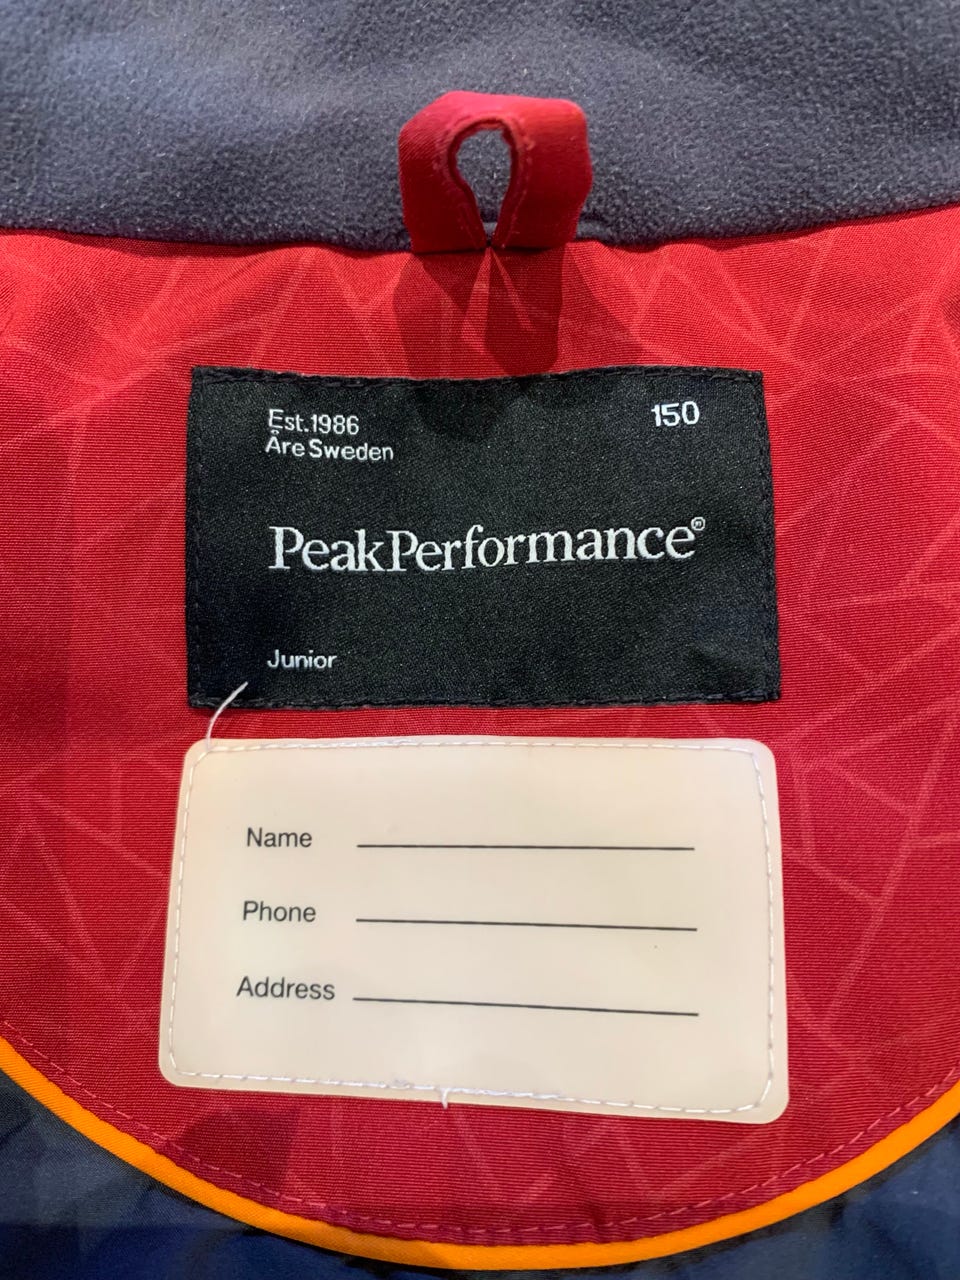 Est.1986
Åre Sweden
150
PeakPerformance®
Junior
Name
Phone
Address